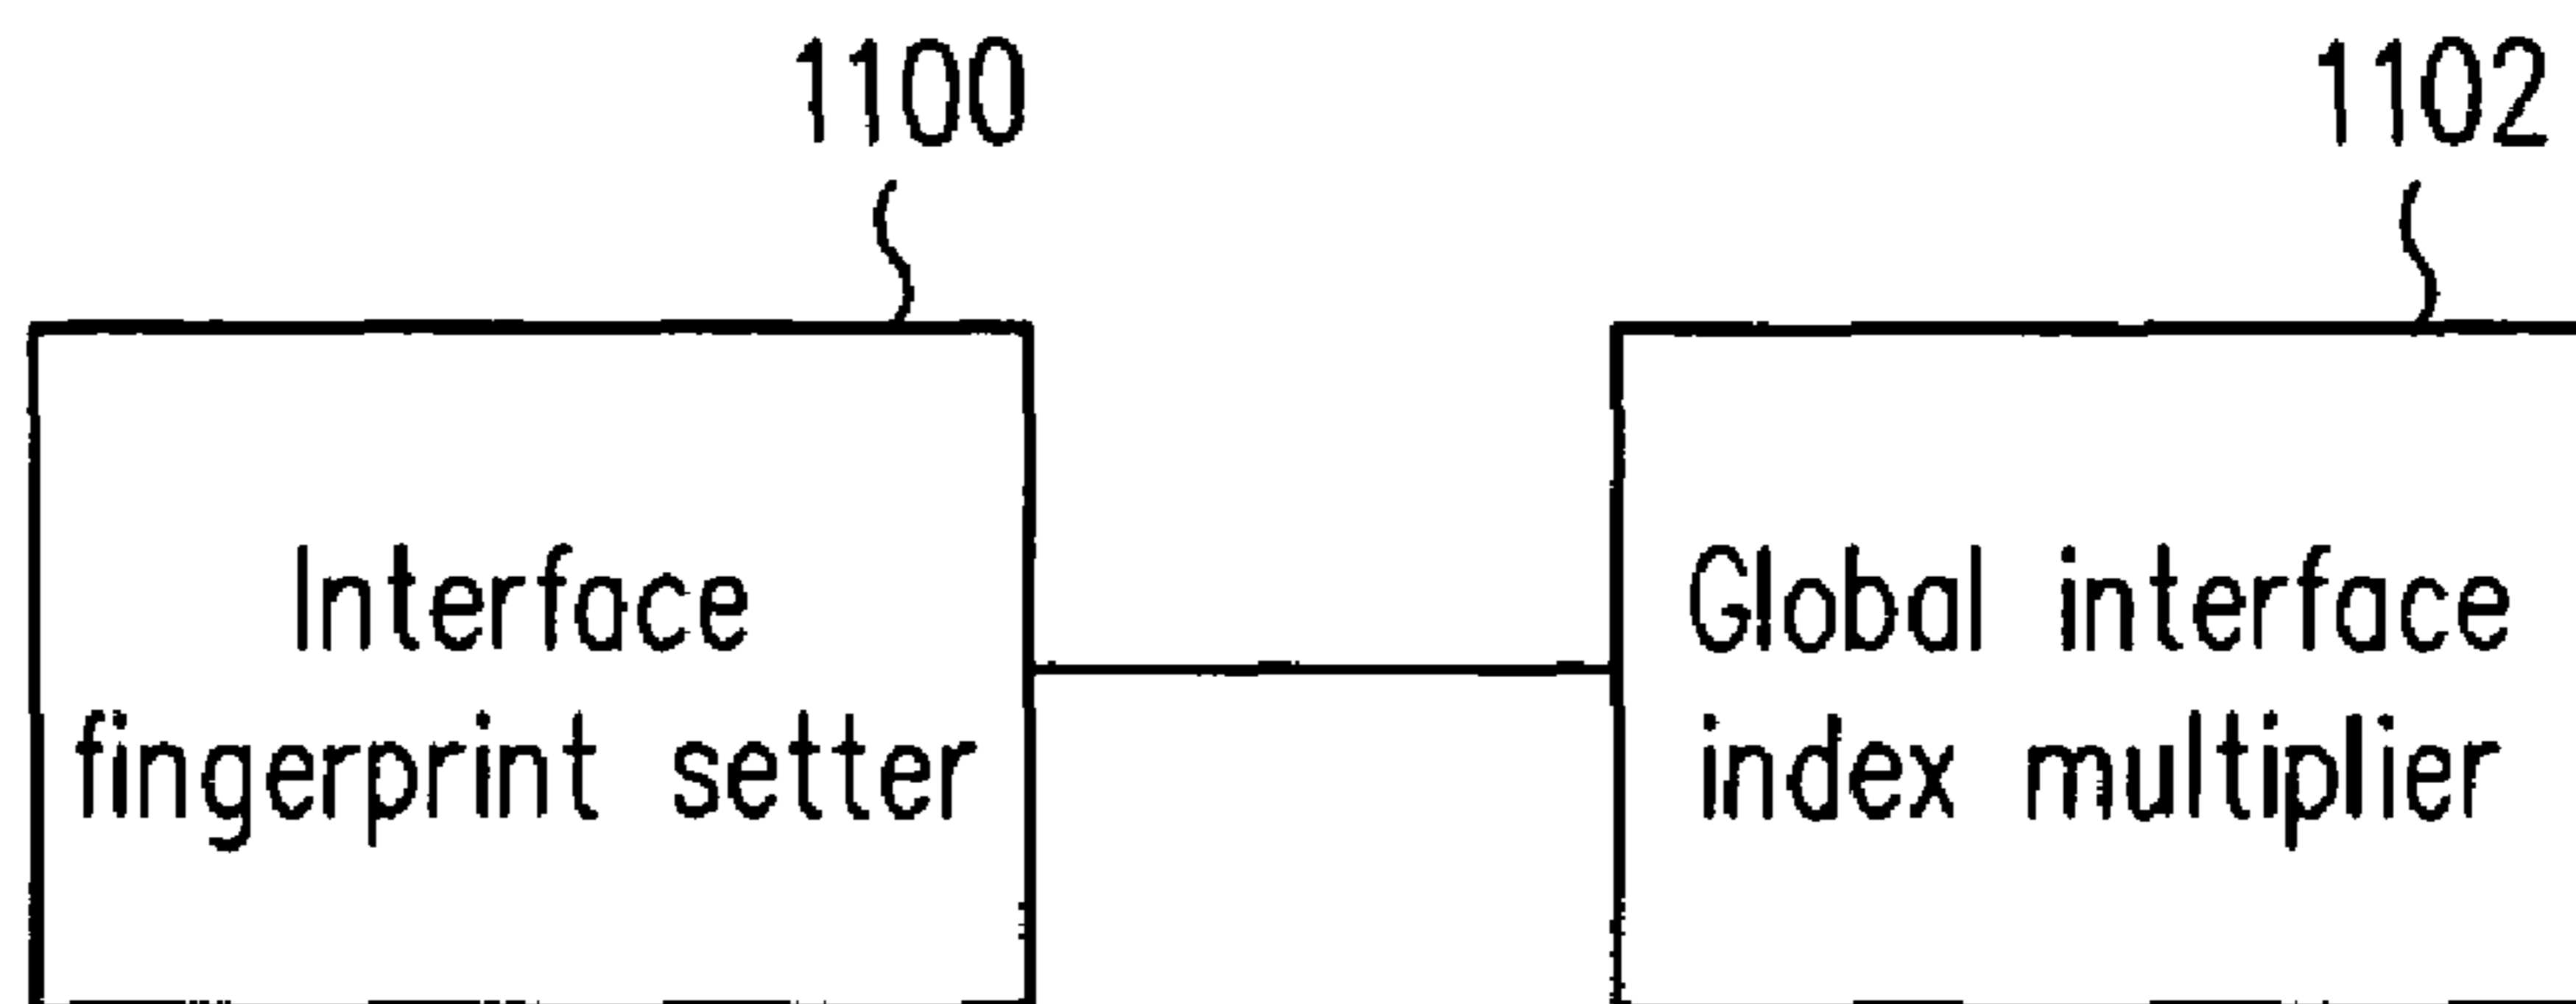 1100
1102
Interface
fingerprint setter
Global interface
index multiplier